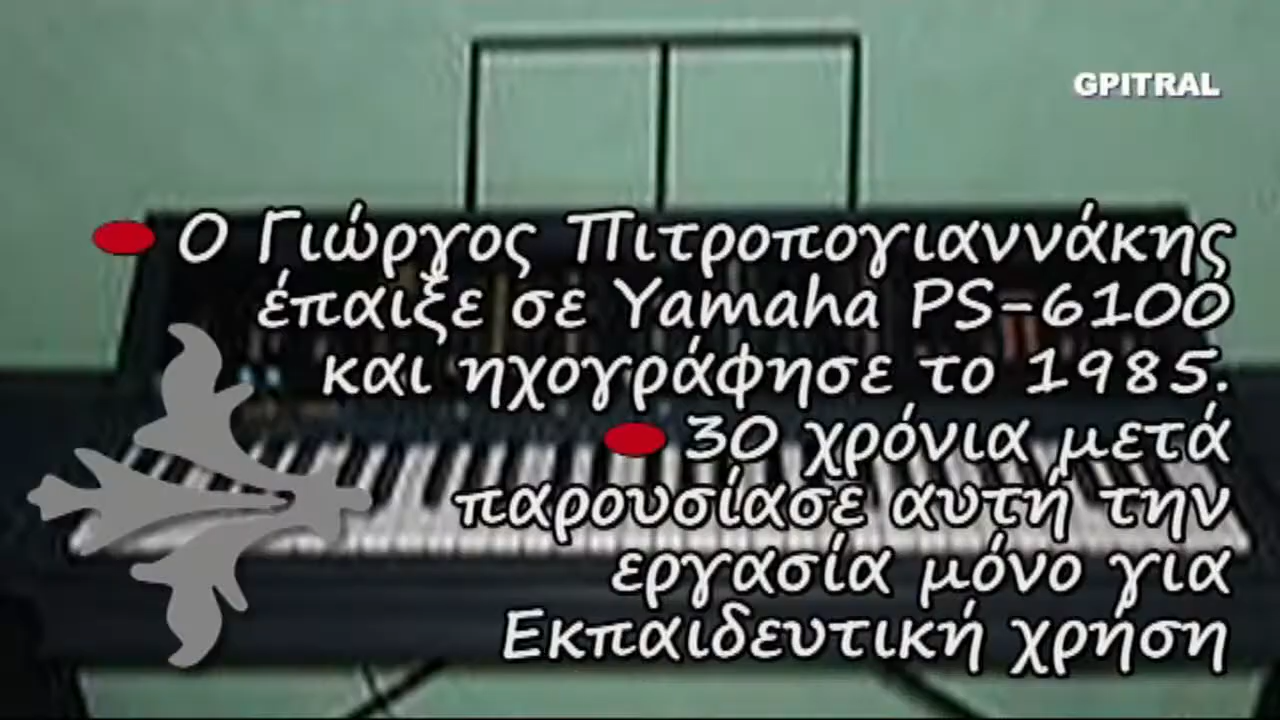 GPITRAL
Ο Γιώργος Πιτροπογιαννάκης
έπαιξε σε Yamaha PS-6100
και ηχογράφησε το 1985.
30 χρόνια μετά
παρουσίασε αυτή την
εργασία μόνο για
Εκπαιδευτική χρήση